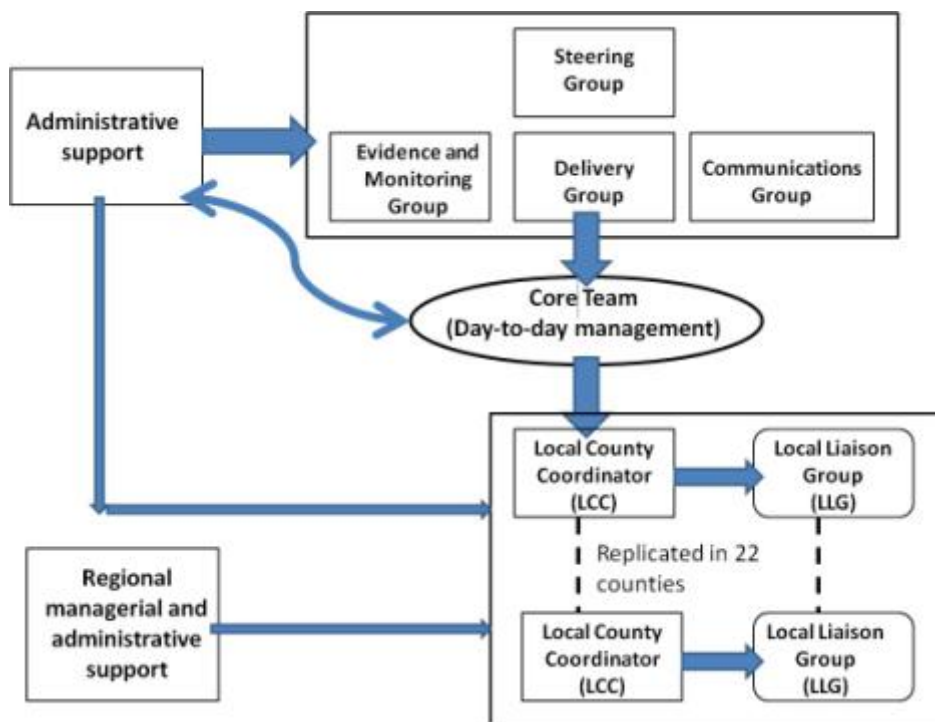 Steering
Group
Administrative
support
Evidence and
Monitoring
Group
Delivery
Group
Communications
Group
Core Team
(Day-to-day management)
Local County
Coordinator
(LCC)
Local Liaison
Group
(LLG)
Replicated in 22
counties
Regional
managerial and
administrative
support
Local County
Coordinator
(LCC)
Local Liaison
Group
(LLG)